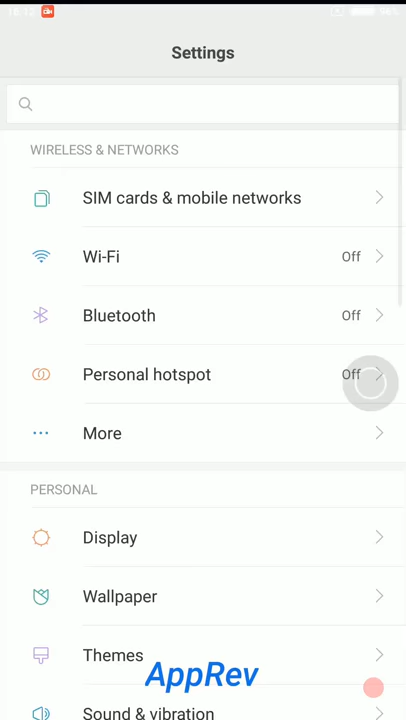 Settings
WIRELESS & NETWORKS
SIM cards & mobile networks
Wi-Fi Off
Bluetooth Off
Personal hotspot Off
More
PERSONAL
Display
Wallpaper
Themes
AppRev
Sound & vibration